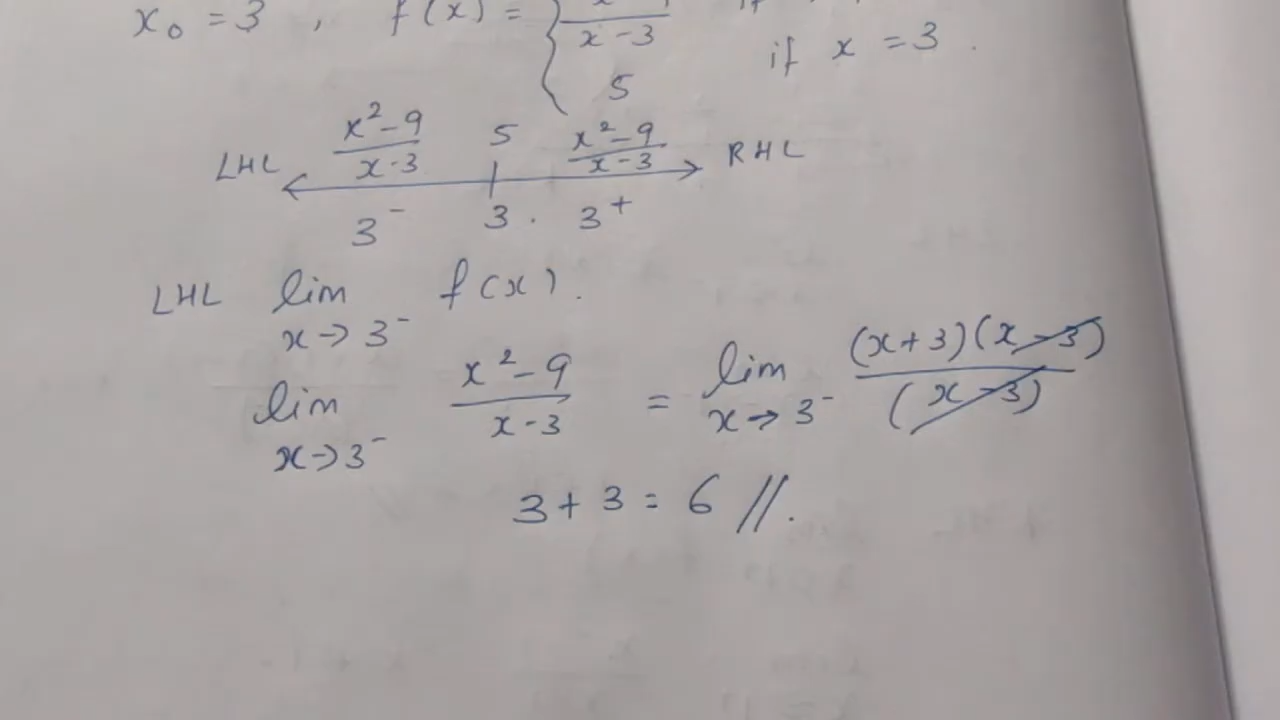 x₀ = 3 , f(x) = { x - 3
if x = 3 .
5
LHL (x² - 9)/(x - 3) 5 (x² - 9)/(x - 3) RHL
3⁻ 3 . 3⁺
LHL lim f(x).
x → 3⁻
lim (x² - 9)/(x - 3) = lim (x + 3)(x - 3)/(x - 3)
x → 3⁻ x → 3⁻
3 + 3 = 6 //.